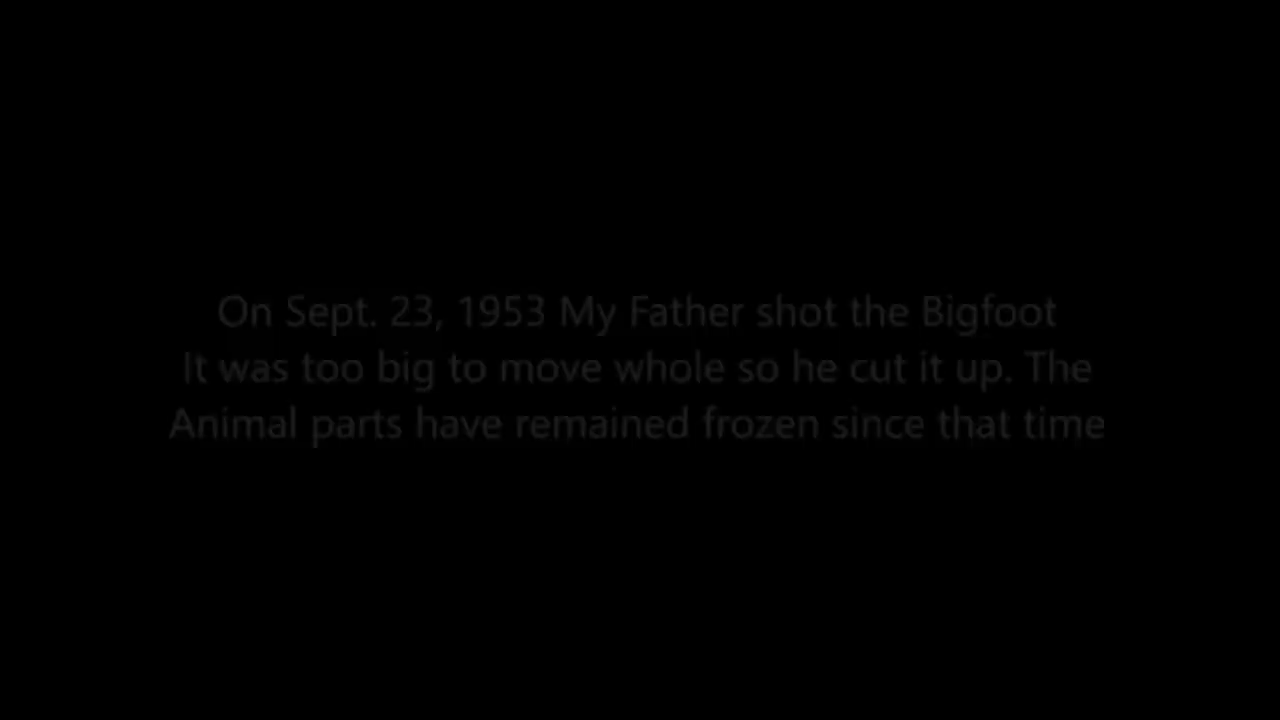 On Sept. 23, 1953 My Father shot the Bigfoot
It was too big to move whole so he cut it up. The
Animal parts have remained frozen since that time